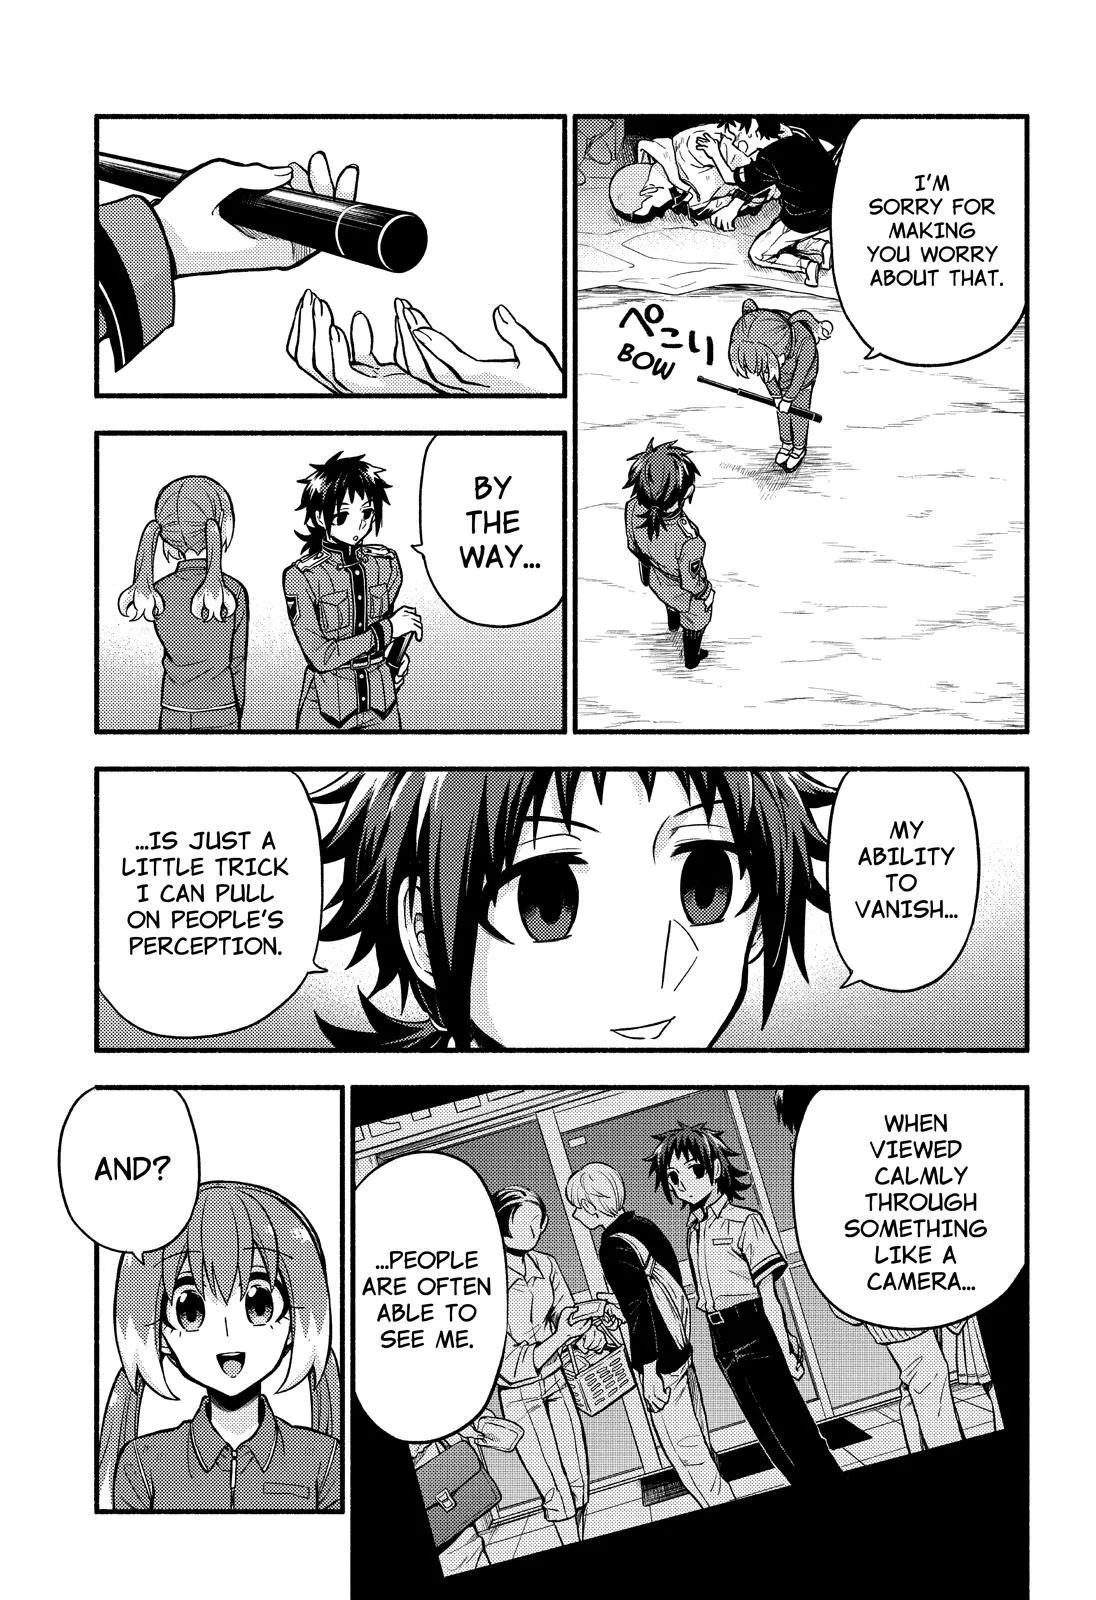 I'M
SORRY FOR
MAKING
YOU WORRY
ABOUT THAT.
ぺこり
BOW
BY
THE
WAY...
MY
ABILITY
TO
VANISH...
...IS JUST A
LITTLE TRICK
I CAN PULL
ON PEOPLE'S
PERCEPTION.
WHEN
VIEWED
CALMLY
THROUGH
SOMETHING
LIKE A
CAMERA...
...PEOPLE
ARE OFTEN
ABLE TO
SEE ME.
AND?